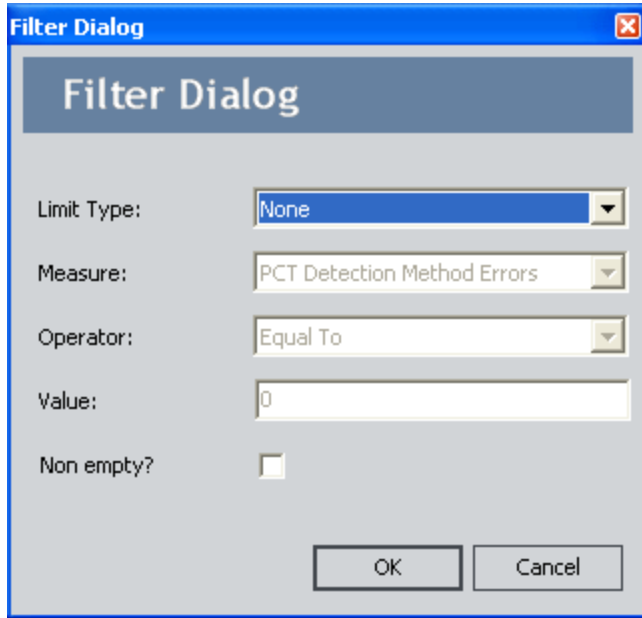 Filter Dialog
Filter Dialog
Limit Type: None
Measure: PCT Detection Method Errors
Operator: Equal To
Value: 0
Non empty?
OK Cancel